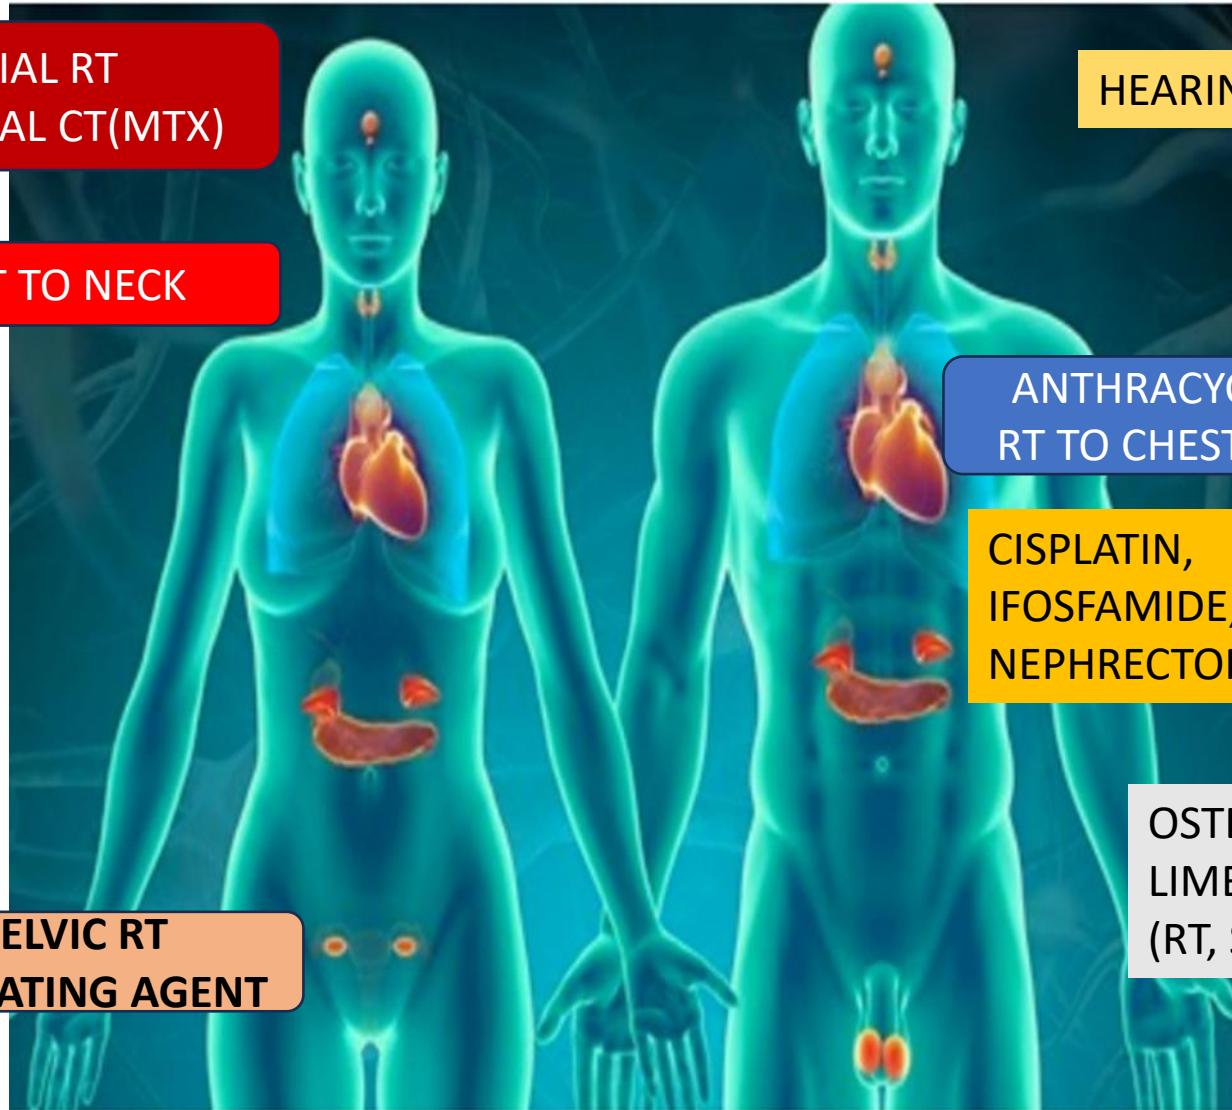 IAL RT
AL CT(MTX)
HEARIN
T TO NECK
ANTHRACYC
RT TO CHEST
CISPLATIN,
IFOSFAMIDE,
NEPHRECTO
OST
LIME
(RT,
ELVIC RT
ATING AGENT